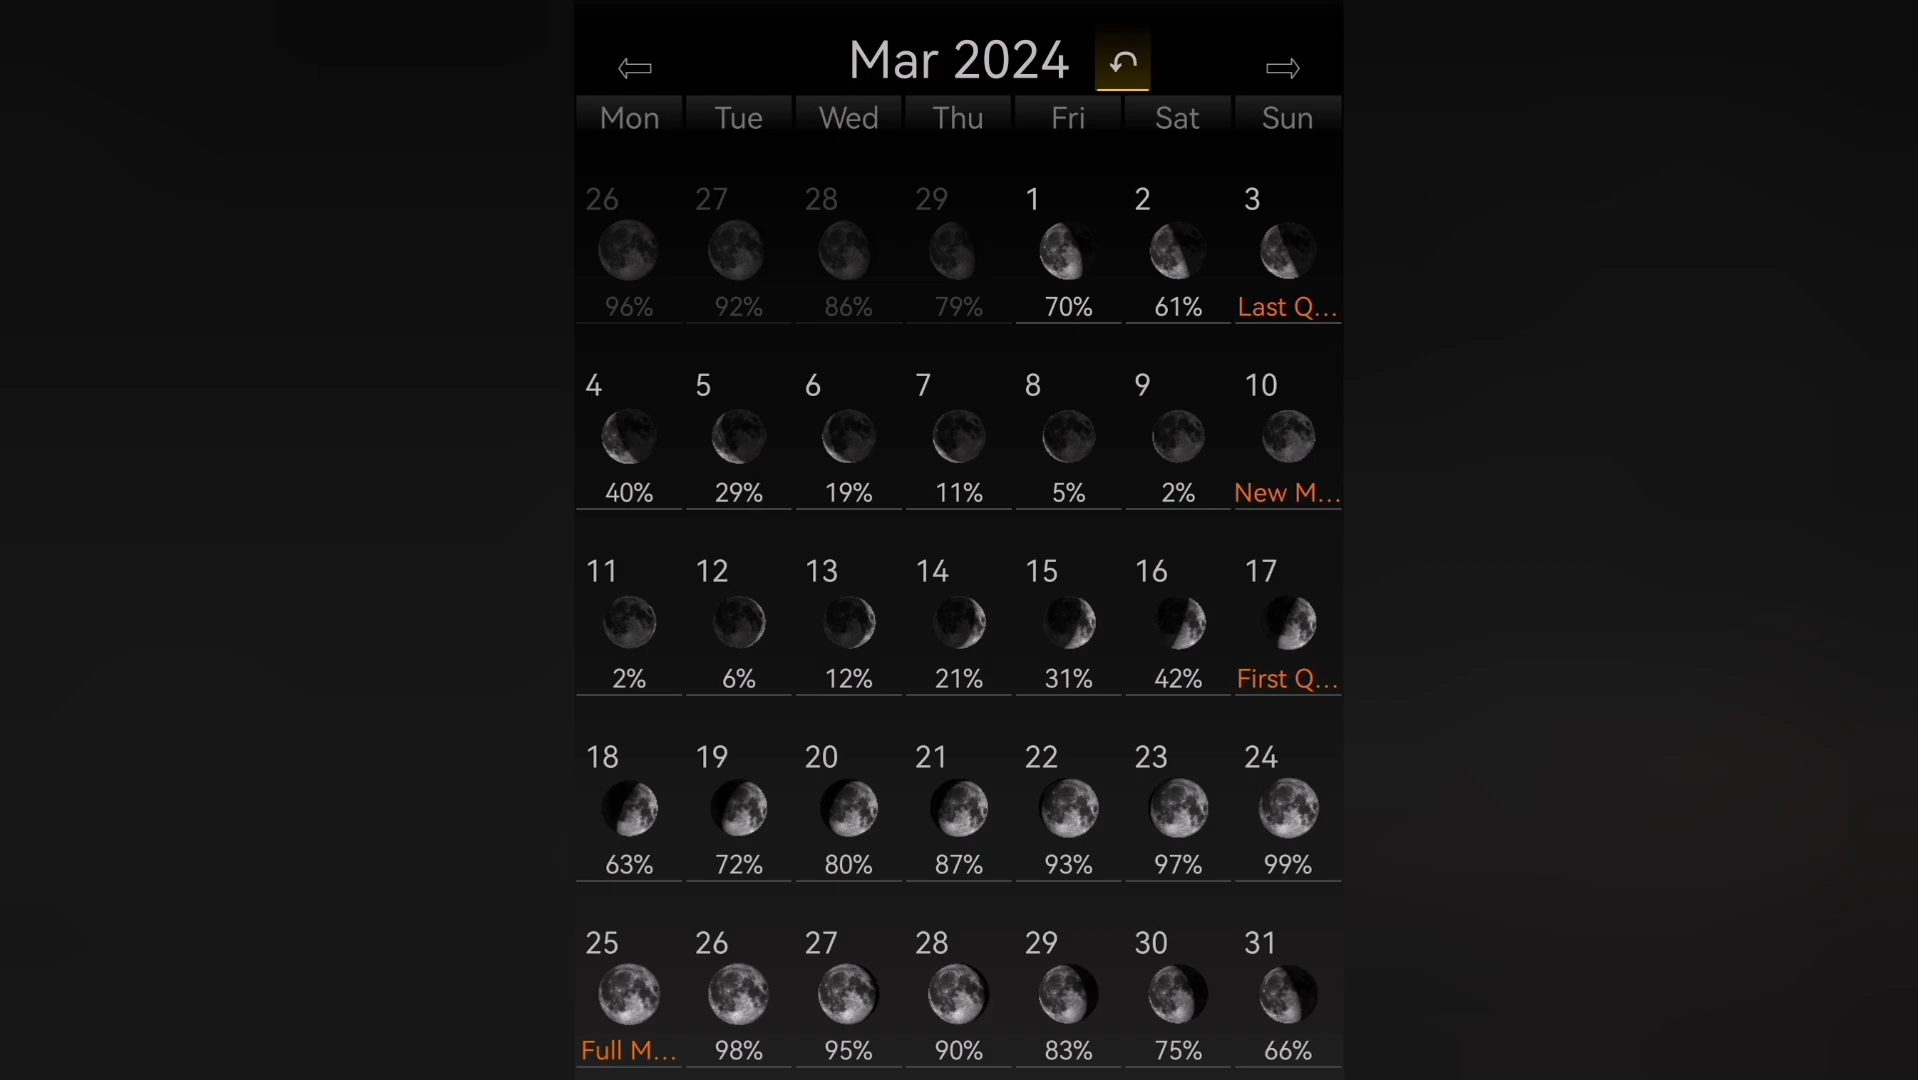 Mar 2024
Mon Tue Wed Thu Fri Sat Sun
26 27 28 29 1 2 3
96% 92% 86% 79% 70% 61% Last Q...
4 5 6 7 8 9 10
40% 29% 19% 11% 5% 2% New M...
11 12 13 14 15 16 17
2% 6% 12% 21% 31% 42% First Q...
18 19 20 21 22 23 24
63% 72% 80% 87% 93% 97% 99%
25 26 27 28 29 30 31
Full M... 98% 95% 90% 83% 75% 66%